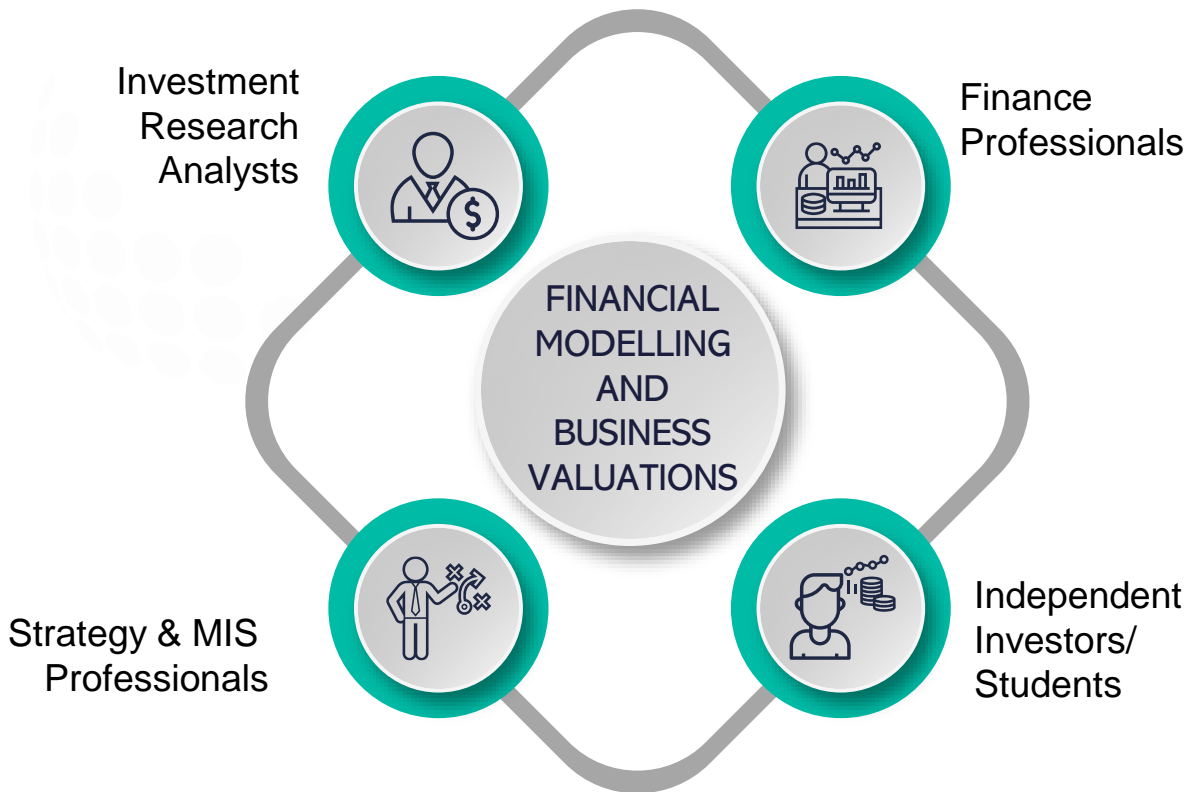 Investment
Research
Analysts
Finance
Professionals
$
FINANCIAL
MODELLING
AND
BUSINESS
VALUATIONS
Strategy & MIS
Professionals
Independent
Investors/
Students